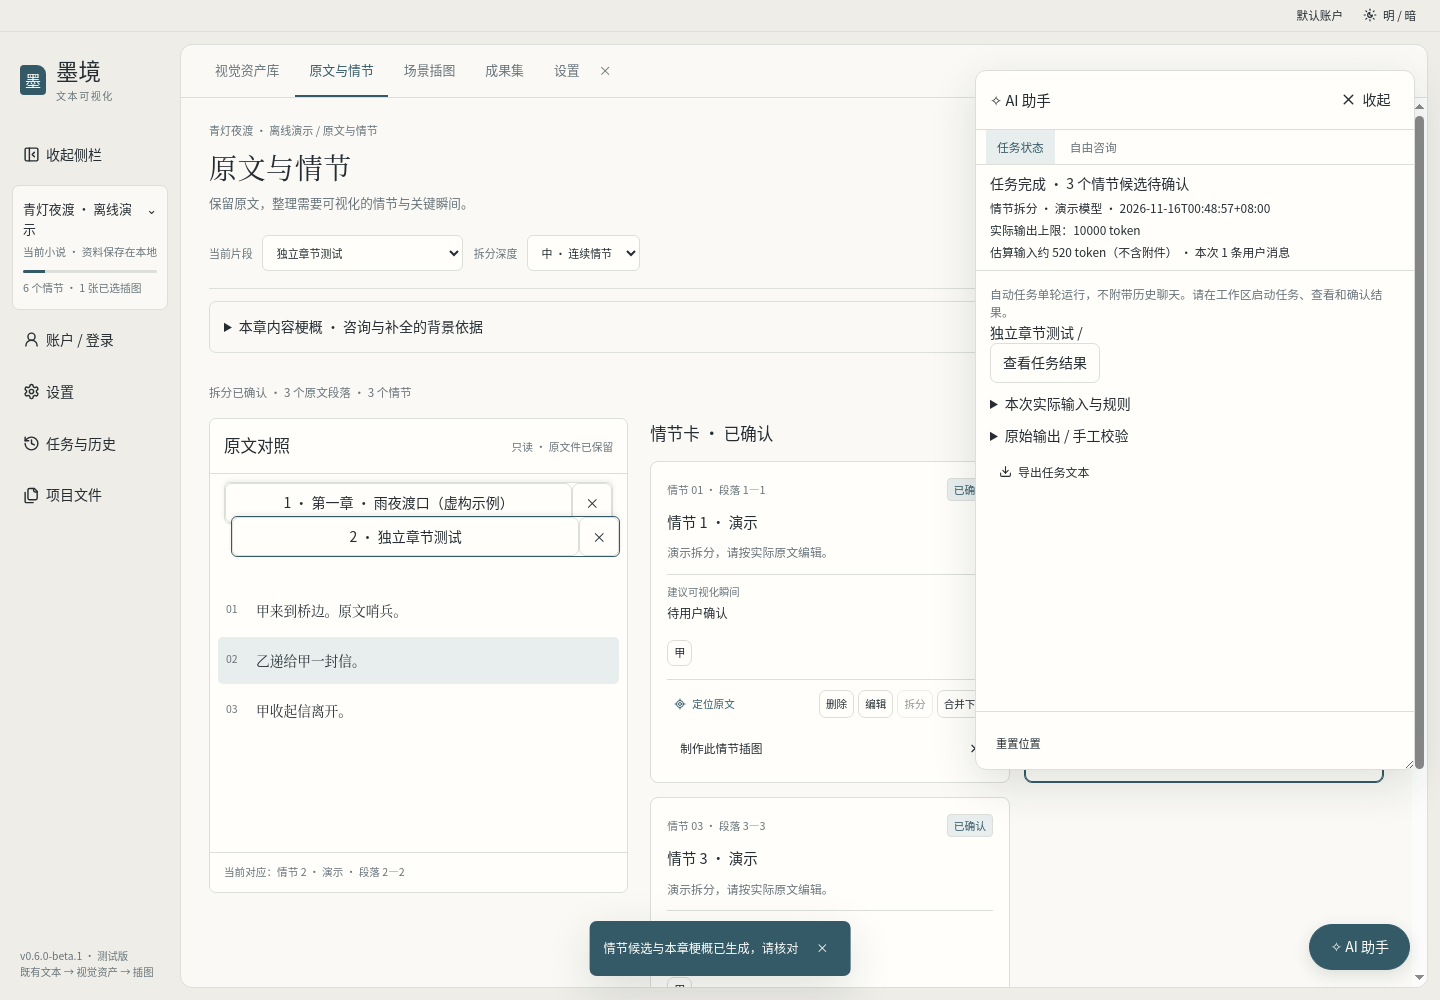 默认账户
明 / 暗
墨
墨境
文本可视化
收起侧栏
青灯夜渡 · 离线演示
当前小说 · 资料保存在本地
6 个情节 · 1 张已选插图
账户 / 登录
设置
任务与历史
项目文件
v0.6.0-beta.1 · 测试版
既有文本 → 视觉资产 → 插图
视觉资产库
原文与情节
场景插图
成果集
设置
青灯夜渡 · 离线演示 / 原文与情节
原文与情节
保留原文，整理需要可视化的情节与关键瞬间。
当前片段
独立章节测试
拆分深度
中 · 连续情节
本章内容梗概 · 咨询与补全的背景依据
拆分已确认 · 3 个原文段落 · 3 个情节
原文对照
只读 · 原文件已保留
1 · 第一章 · 雨夜渡口（虚构示例）
2 · 独立章节测试
01 甲来到桥边。原文哨兵。
02 乙递给甲一封信。
03 甲收起信离开。
当前对应：情节 2 · 演示 · 段落 2—2
情节卡 · 已确认
情节 01 · 段落 1—1
已确
情节 1 · 演示
演示拆分，请按实际原文编辑。
建议可视化瞬间
待用户确认
甲
定位原文
删除
编辑
拆分
合并下
制作此情节插图
情节 03 · 段落 3—3
已确认
情节 3 · 演示
演示拆分，请按实际原文编辑。
情节候选与本章梗概已生成，请核对
✧ AI 助手
收起
任务状态
自由咨询
任务完成 · 3 个情节候选待确认
情节拆分 · 演示模型 · 2026-11-16T00:48:57+08:00
实际输出上限：10000 token
估算输入约 520 token（不含附件） · 本次 1 条用户消息
自动任务单轮运行，不附带历史聊天。请在工作区启动任务、查看和确认结
果。
独立章节测试 /
查看任务结果
本次实际输入与规则
原始输出 / 手工校验
导出任务文本
重置位置
✧ AI 助手